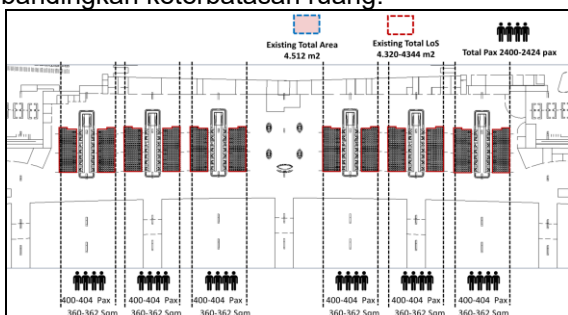 bandingkan keterbatasan ruang.
Existing Total Area
4.512 m2
Existing Total LoS
4.320-4344 m2
Total Pax 2400-2424 pax
400-404 Pax 400-404 Pax 400-404 Pax 400-404 Pax 400-404 Pax 400-404 Pax
360-362 Sqm 360-362 Sqm 360-362 Sqm 360-362 Sqm 360-362 Sqm 360-362 Sqm